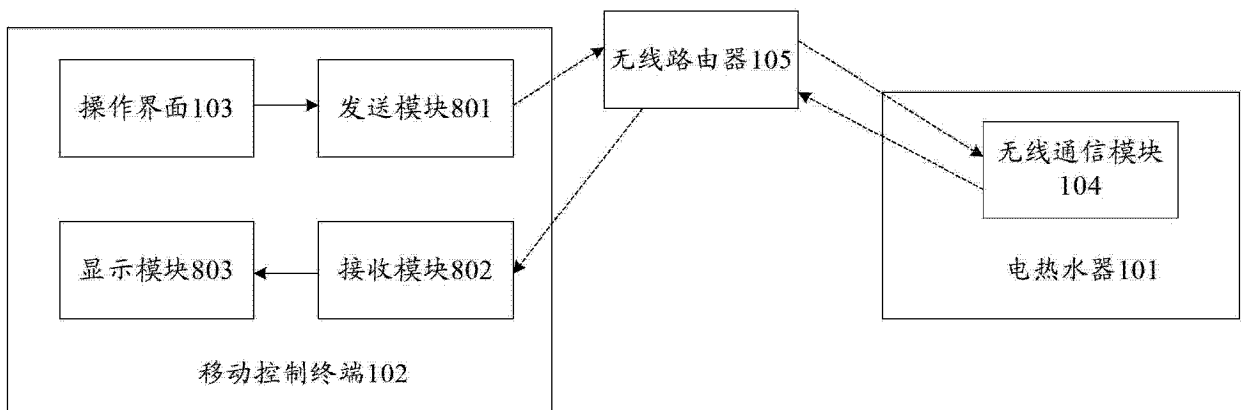 操作界面103
发送模块801
无线路由器105
无线通信模块
104
显示模块803
接收模块802
电热水器101
移动控制终端102